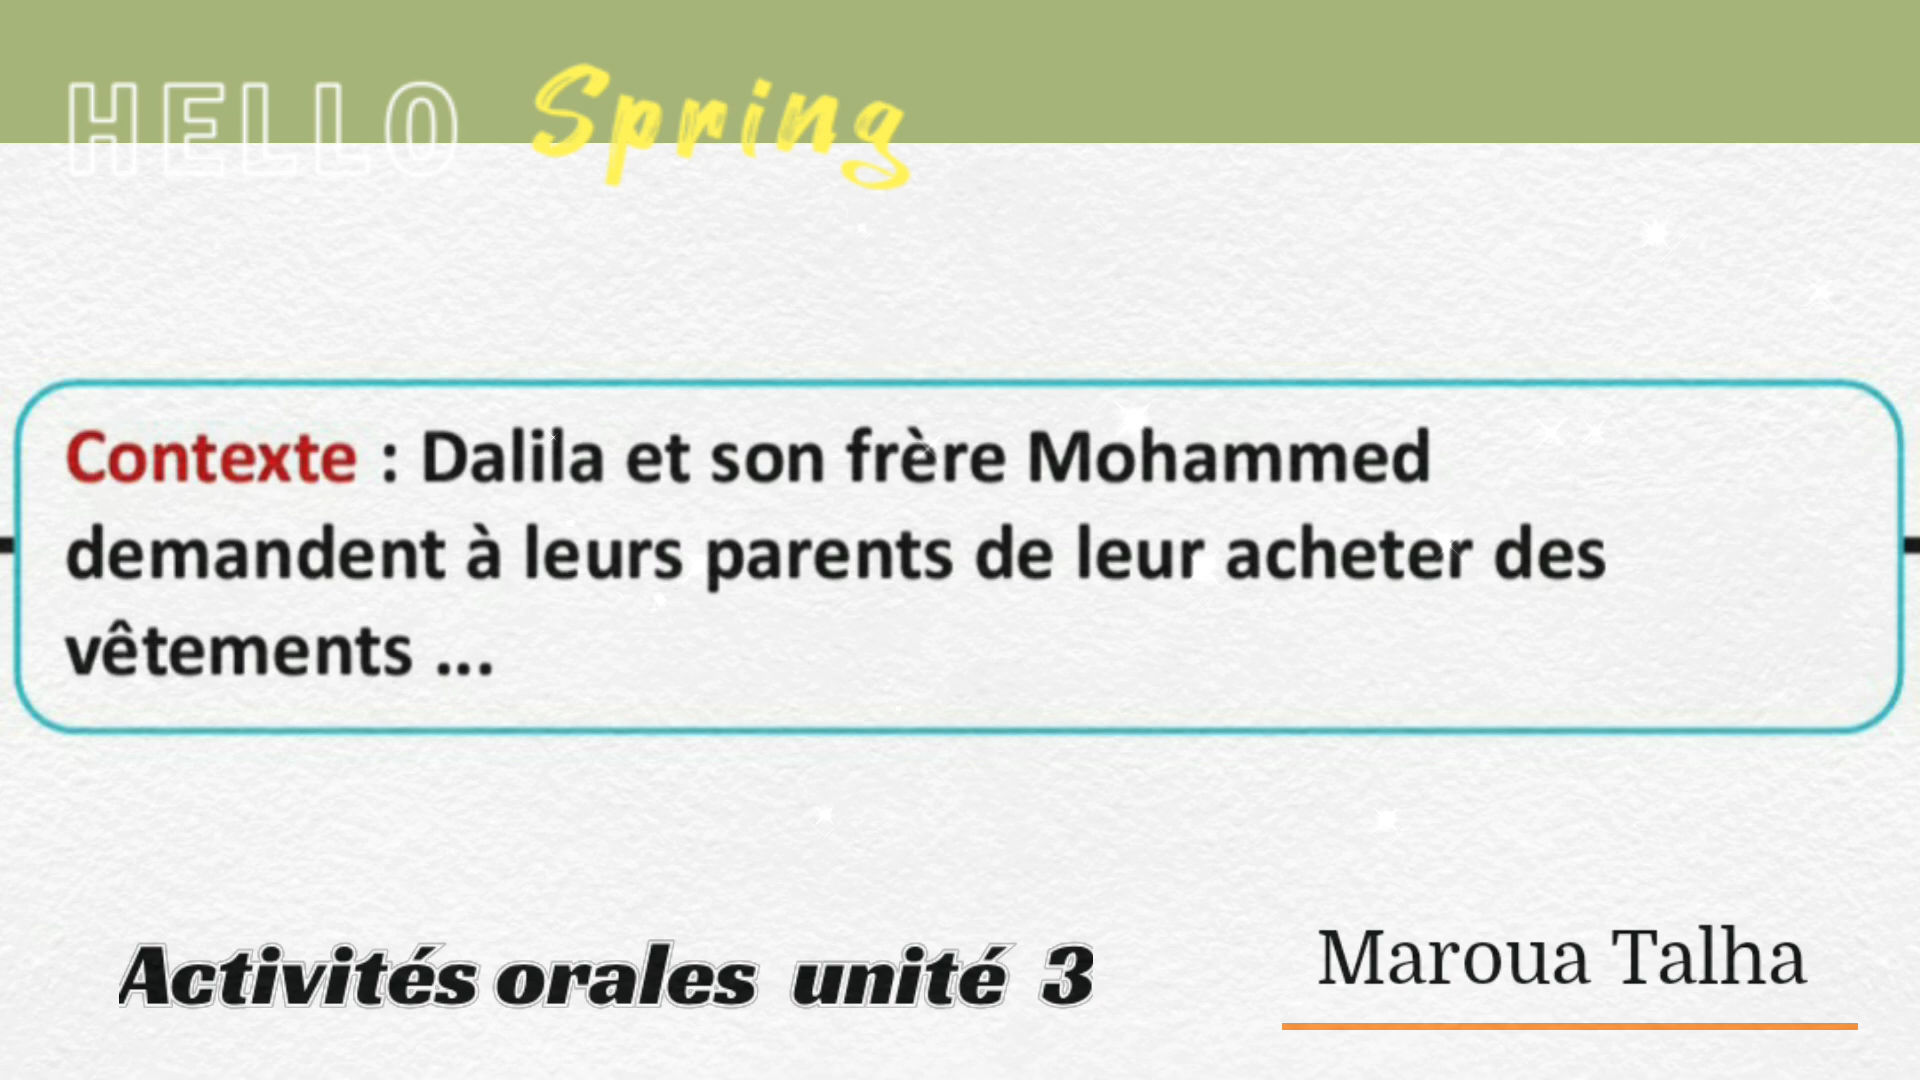 HELLO Spring
Contexte : Dalila et son frère Mohammed
demandent à leurs parents de leur acheter des
vêtements ...
Activités orales unité 3
Maroua Talha